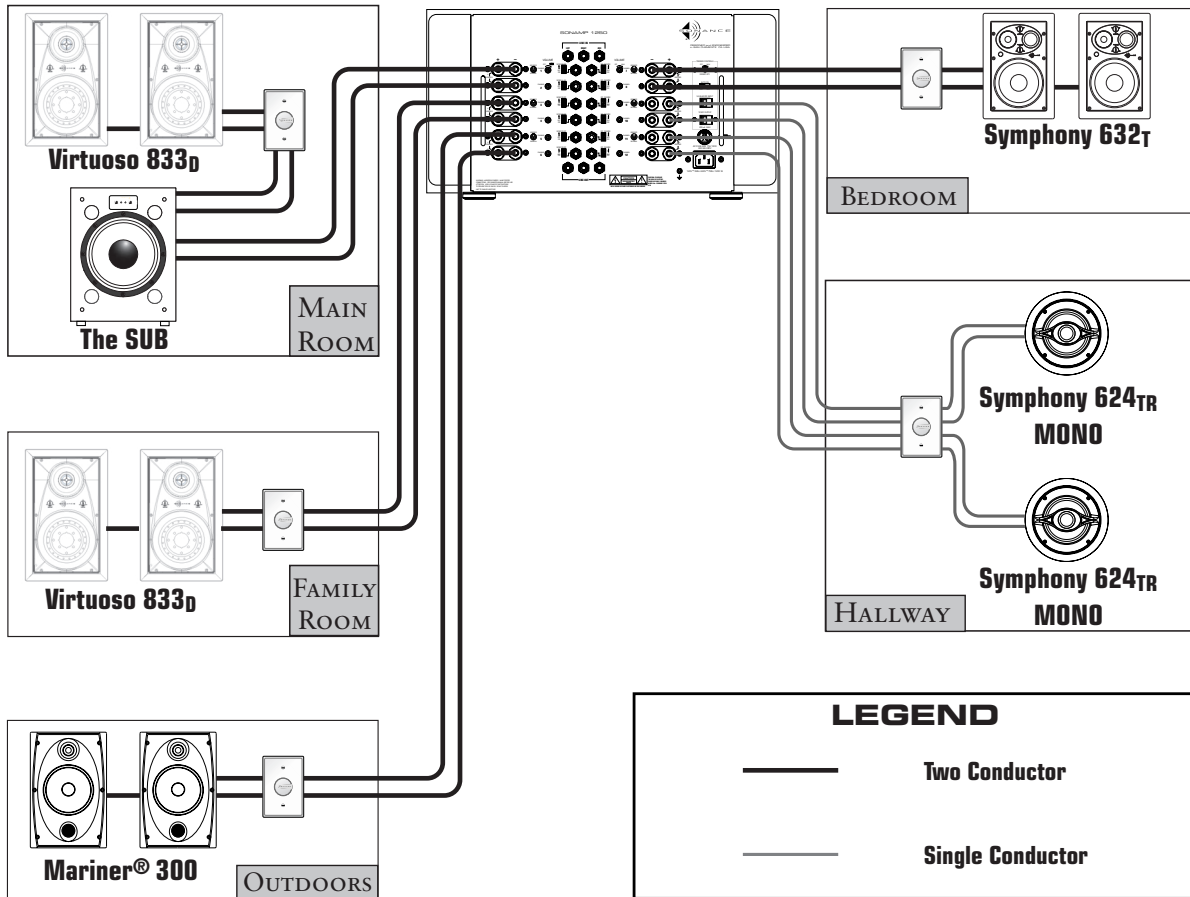 SONAMP 1250
SONANCE
Virtuoso 833D
The SUB
MAIN
ROOM
Symphony 632T
BEDROOM
Symphony 624TR
MONO
Symphony 624TR
MONO
HALLWAY
Virtuoso 833D
FAMILY
ROOM
Mariner® 300
OUTDOORS
LEGEND
Two Conductor
Single Conductor